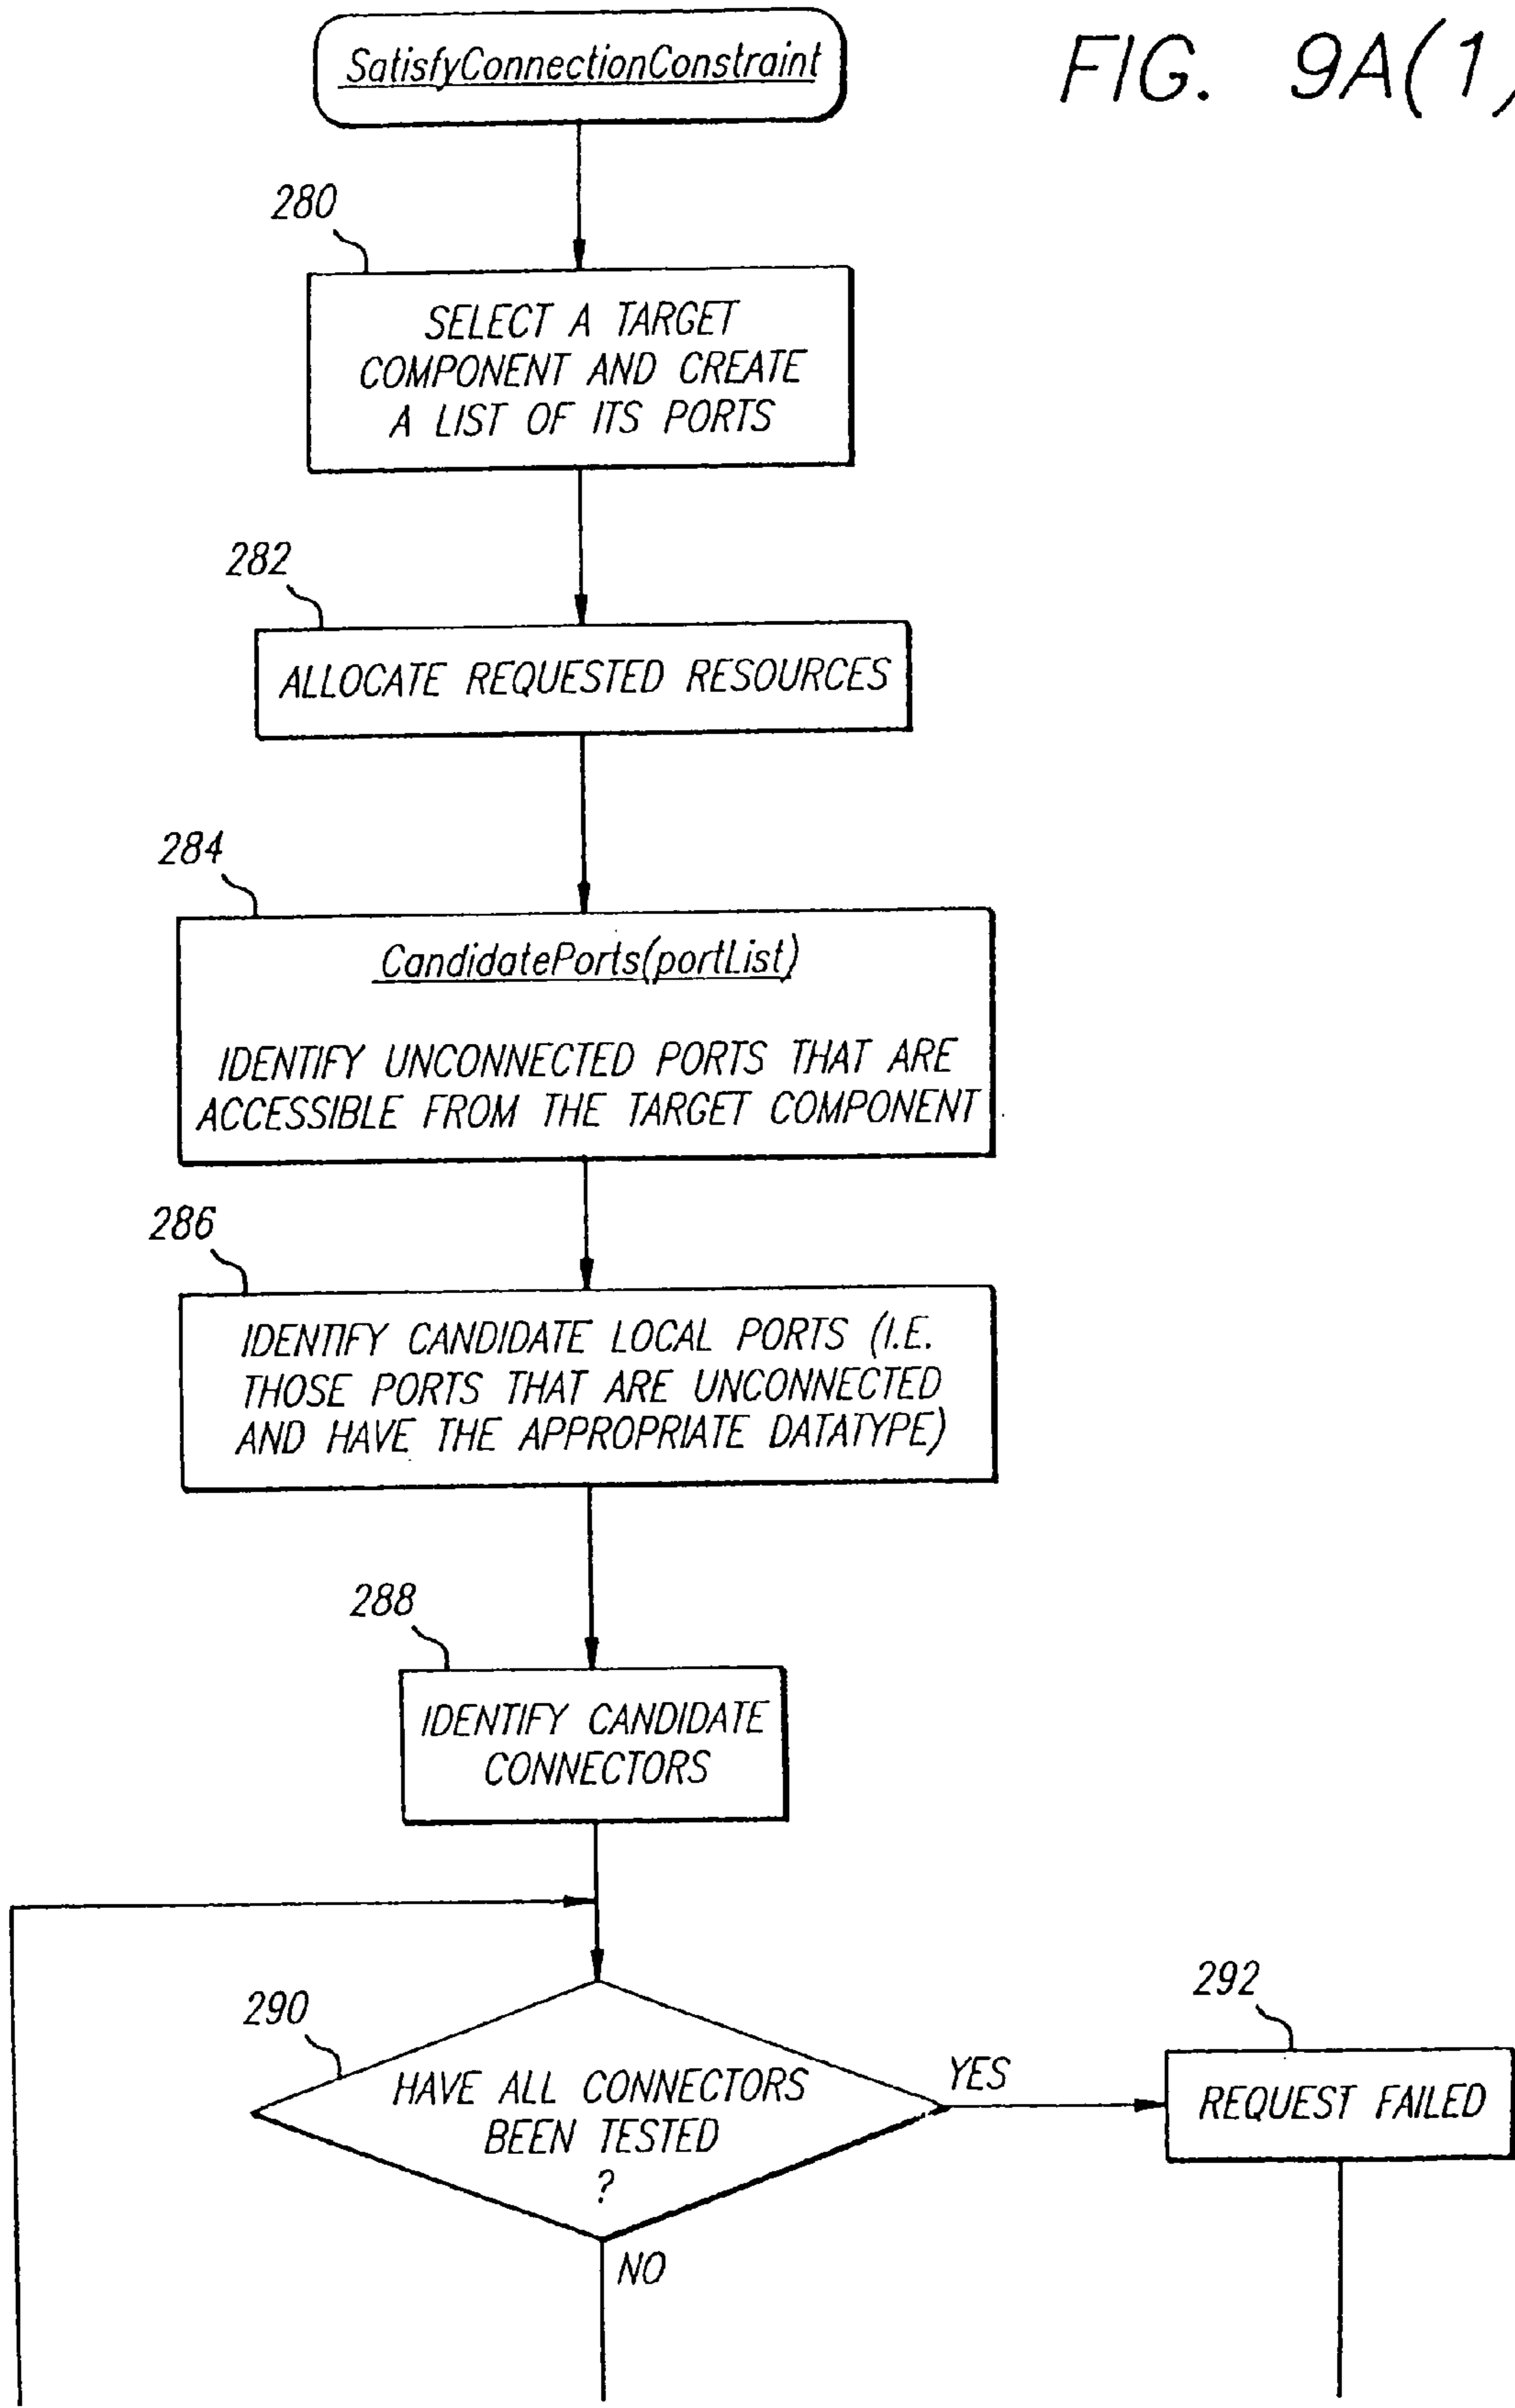 FIG. 9A(1)
SatisfyConnectionConstraint
280
SELECT A TARGET
COMPONENT AND CREATE
A LIST OF ITS PORTS
282
ALLOCATE REQUESTED RESOURCES
284
CandidatePorts(portList)
IDENTIFY UNCONNECTED PORTS THAT ARE
ACCESSIBLE FROM THE TARGET COMPONENT
286
IDENTIFY CANDIDATE LOCAL PORTS (I.E.
THOSE PORTS THAT ARE UNCONNECTED
AND HAVE THE APPROPRIATE DATATYPE)
288
IDENTIFY CANDIDATE
CONNECTORS
290
HAVE ALL CONNECTORS
BEEN TESTED
?
YES
292
REQUEST FAILED
NO